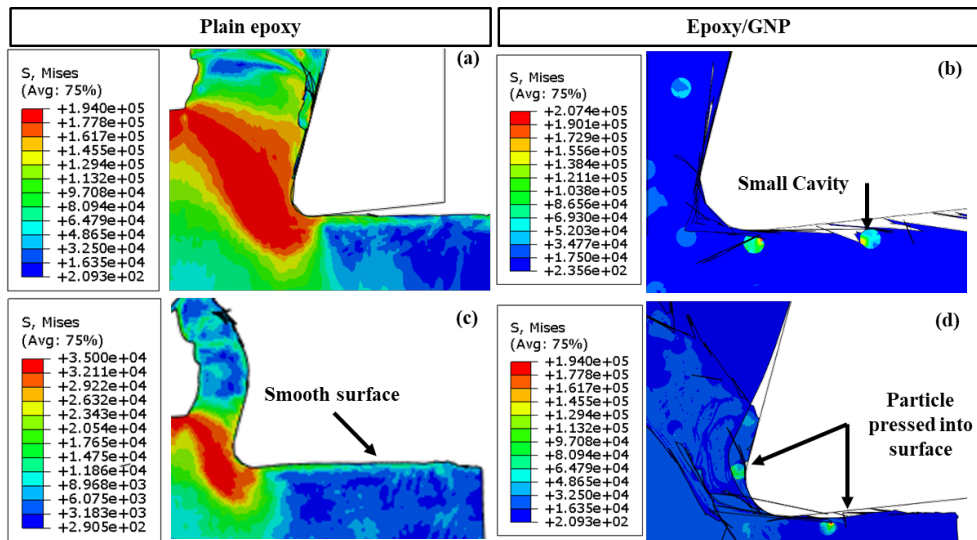 Plain epoxy
Epoxy/GNP
(a)
S, Mises
(Avg: 75%)
+1.940e+05
+1.778e+05
+1.617e+05
+1.455e+05
+1.294e+05
+1.132e+05
+9.708e+04
+8.094e+04
+6.479e+04
+4.865e+04
+3.250e+04
+1.635e+04
+2.093e+02
(b)
S, Mises
(Avg: 75%)
+2.074e+05
+1.901e+05
+1.729e+05
+1.556e+05
+1.384e+05
+1.211e+05
+1.038e+05
+8.656e+04
+6.930e+04
+5.203e+04
+3.477e+04
+1.750e+04
+2.356e+02
Small Cavity
(c)
S, Mises
(Avg: 75%)
+3.500e+04
+3.211e+04
+2.922e+04
+2.632e+04
+2.343e+04
+2.054e+04
+1.765e+04
+1.475e+04
+1.186e+04
+8.968e+03
+6.075e+03
+3.183e+03
+2.905e+02
Smooth surface
(d)
S, Mises
(Avg: 75%)
+1.940e+05
+1.778e+05
+1.617e+05
+1.455e+05
+1.294e+05
+1.132e+05
+9.708e+04
+8.094e+04
+6.479e+04
+4.865e+04
+3.250e+04
+1.635e+04
+2.093e+02
Particle
pressed into
surface